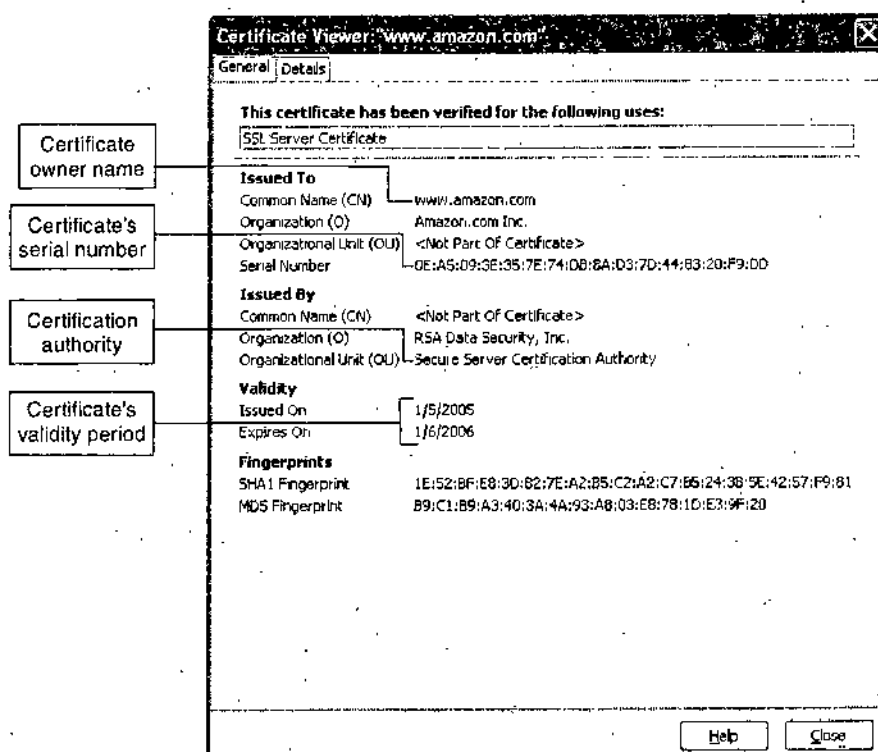 Certificate Viewer: "www.amazon.com"
General Details
This certificate has been verified for the following uses:
SSL Server Certificate
Certificate
owner name
Issued To
Common Name (CN) www.amazon.com
Organization (O) Amazon.com Inc.
Certificate's
serial number
Organizational Unit (OU) <Not Part Of Certificate>
Serial Number 0E:A5:09:3E:35:7E:74:DB:8A:D3:7D:44:83:20:F9:DD
Issued By
Common Name (CN) <Not Part Of Certificate>
Certification
authority
Organization (O) RSA Data Security, Inc.
Organizational Unit (OU) Secure Server Certification Authority
Validity
Certificate's
validity period
Issued On 1/5/2005
Expires On 1/6/2006
Fingerprints
SHA1 Fingerprint 1E:52:BF:E8:3D:82:7E:A2:B5:C2:A2:C7:B5:24:38:5E:42:57:F9:81
MD5 Fingerprint B9:C1:B9:A3:40:3A:4A:93:A8:03:E8:78:1D:E3:9F:20
Help Close